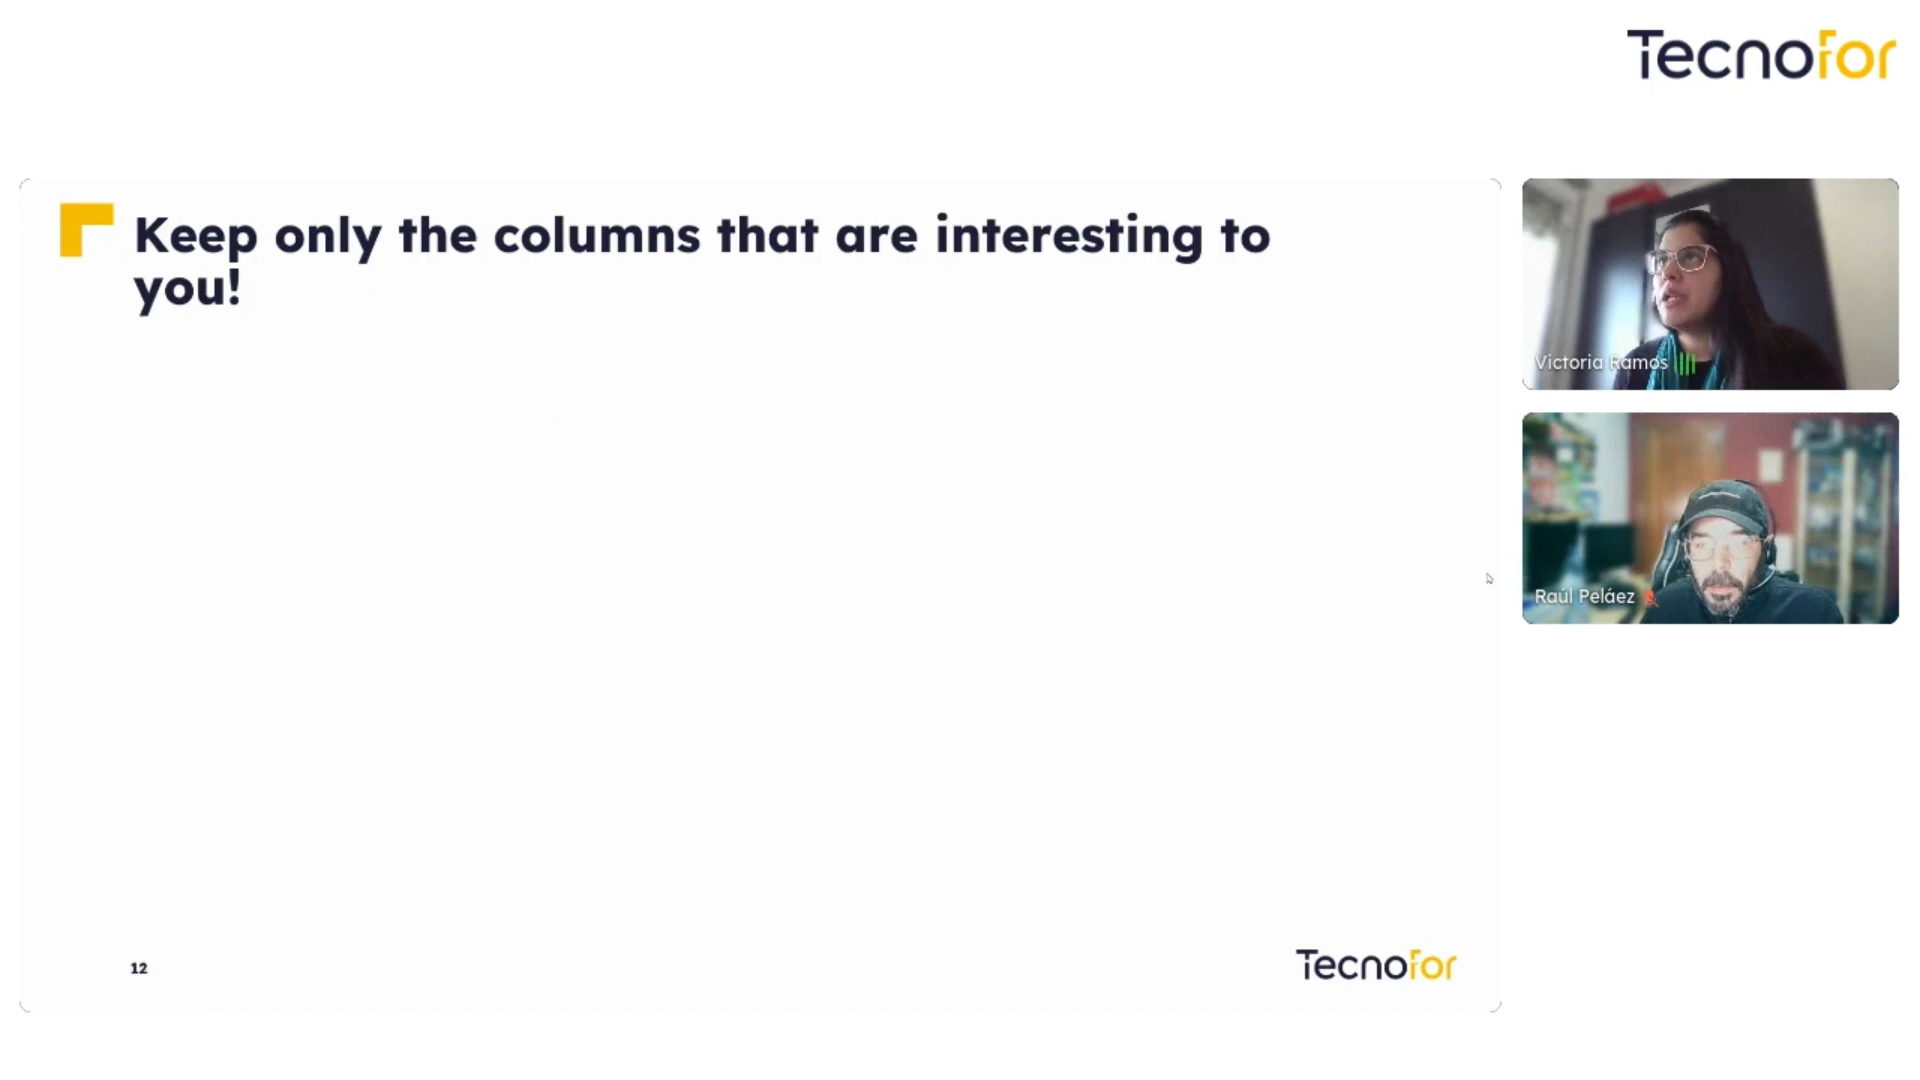 Tecnofor
Keep only the columns that are interesting to
you!
Victoria Ramos
Raúl Peláez
12
Tecnofor